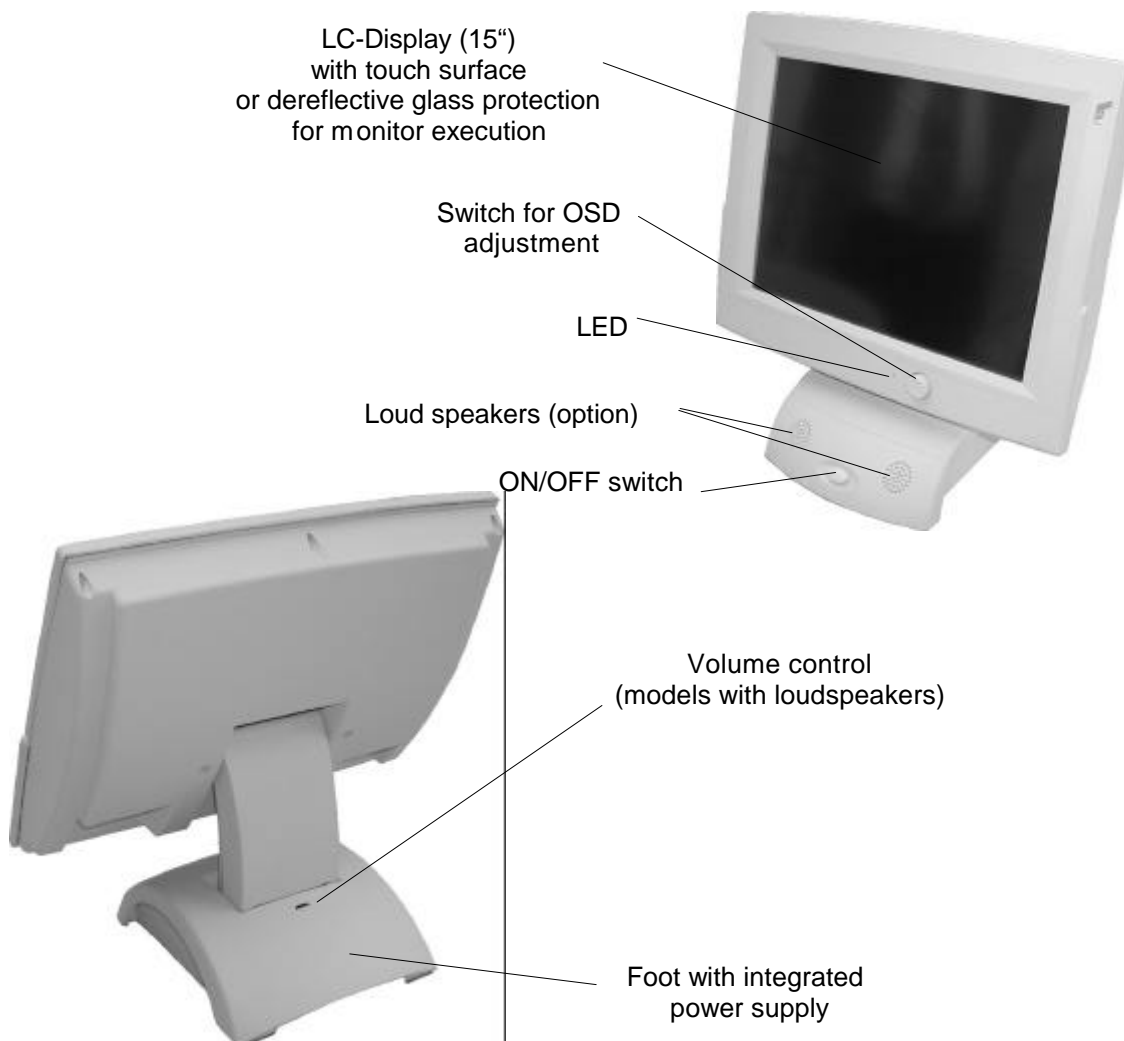 LC-Display (15“)
with touch surface
or dereflective glass protection
for monitor execution
Switch for OSD
adjustment
LED
Loud speakers (option)
ON/OFF switch
Volume control
(models with loudspeakers)
Foot with integrated
power supply